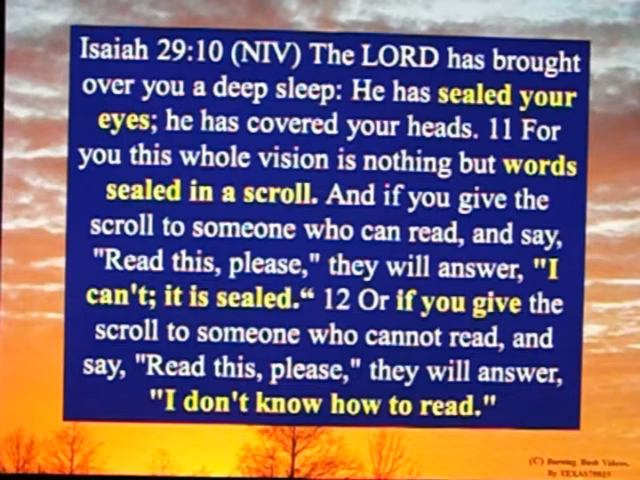 Isaiah 29:10 (NIV) The LORD has brought
over you a deep sleep: He has sealed your
eyes; he has covered your heads. 11 For
you this whole vision is nothing but words
sealed in a scroll. And if you give the
scroll to someone who can read, and say,
"Read this, please," they will answer, "I
can't; it is sealed.“ 12 Or if you give the
scroll to someone who cannot read, and
say, "Read this, please," they will answer,
"I don't know how to read."
(C) Burning Bush Videos.
By